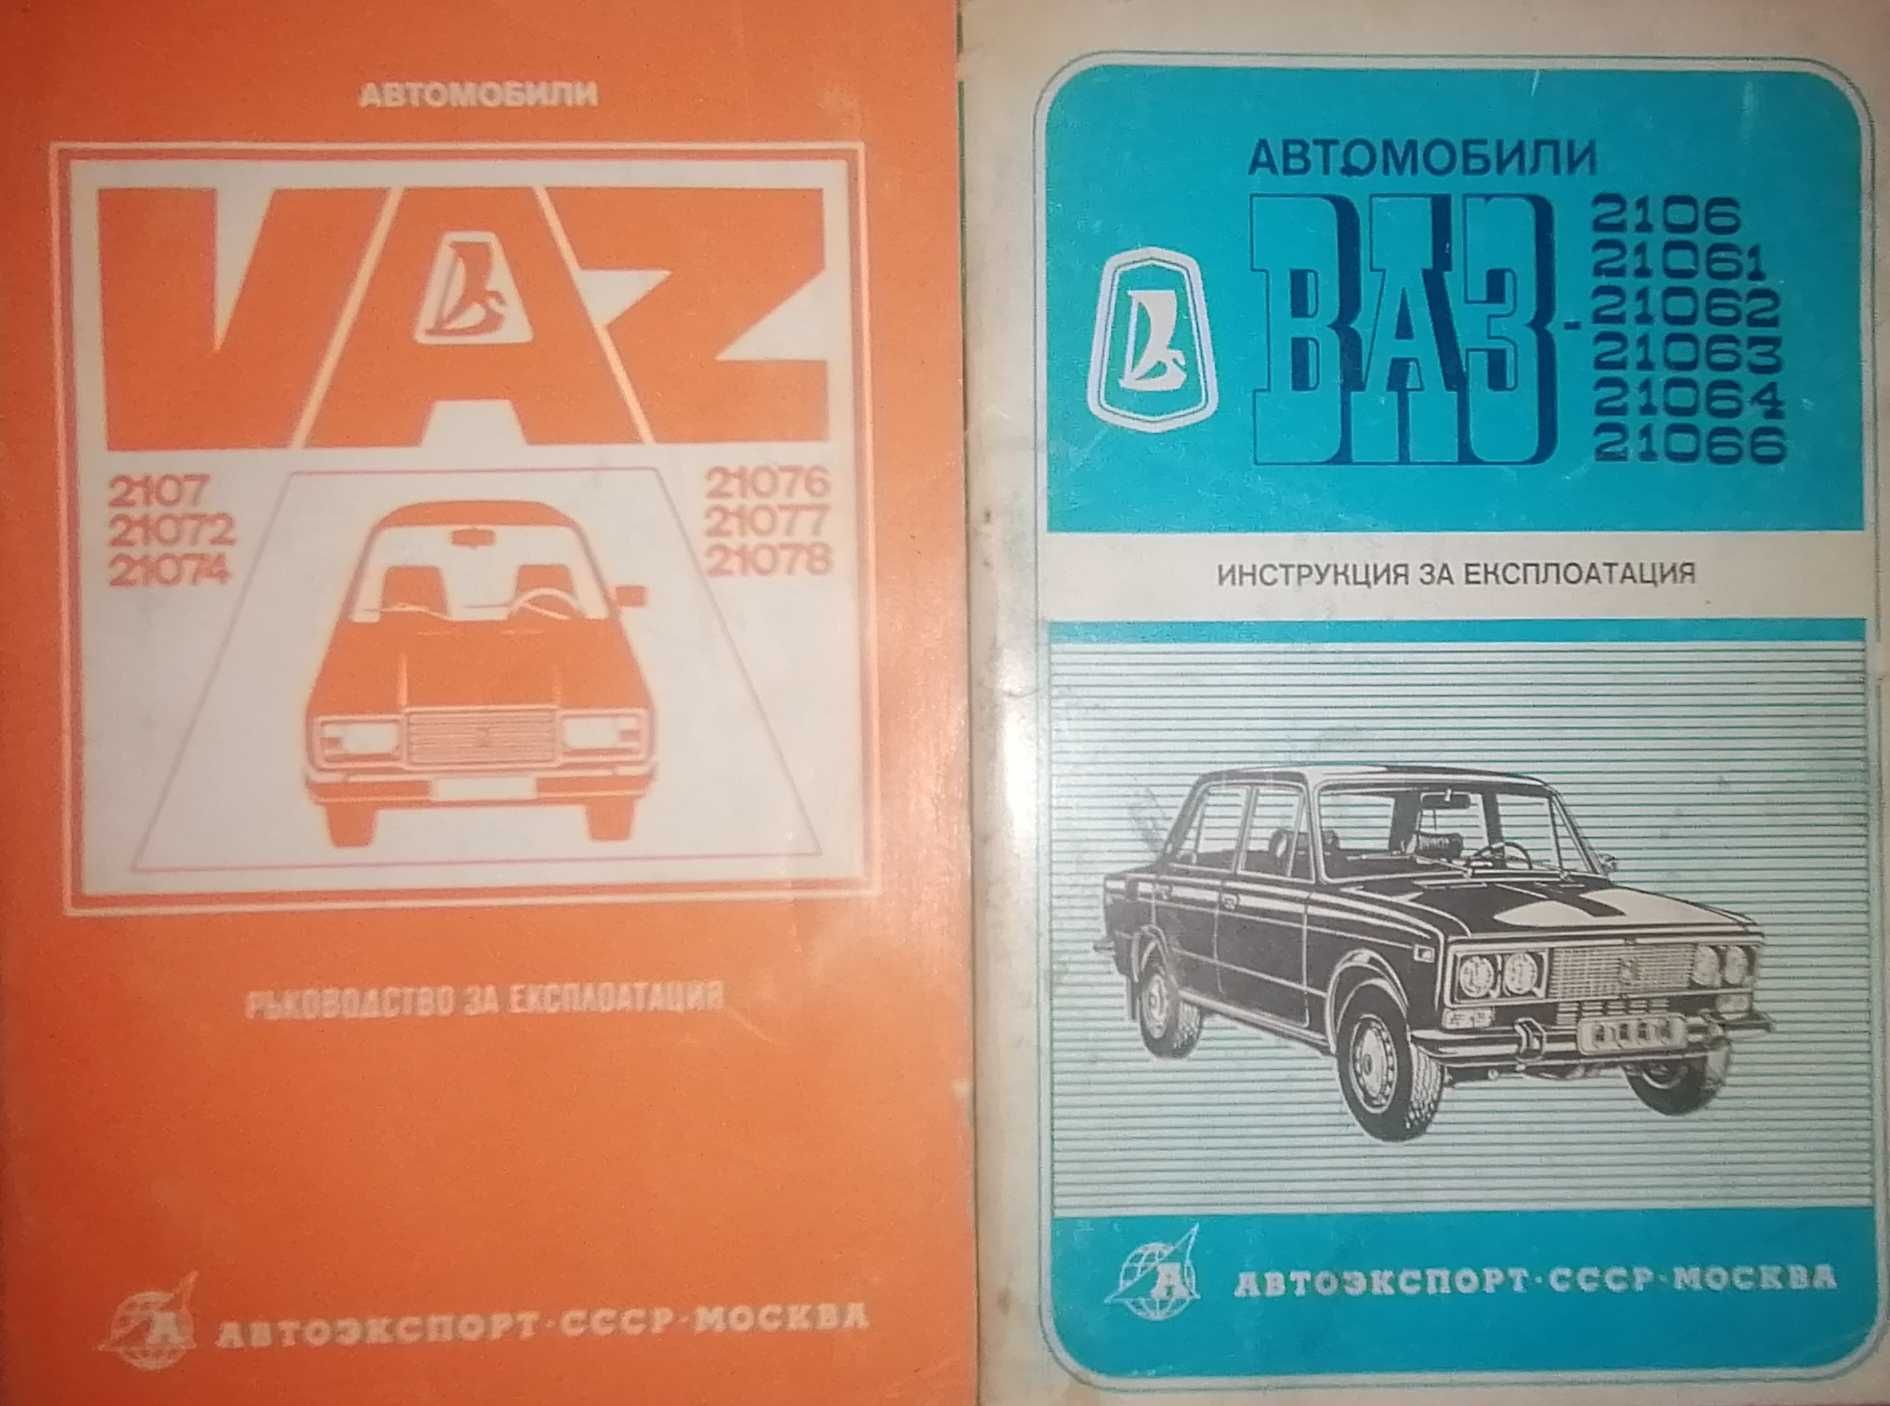 АВТОМОБИЛИ
VAZ
2107
21072
21074
21076
21077
21078
РЪКОВОДСТВО ЗА ЕКСПЛОАТАЦИЯ
А
АВТОЭКСПОРТ·СССР·МОСКВА
АВТОМОБИЛИ
ВАЗ-
2106
21061
21062
21063
21064
21066
ИНСТРУКЦИЯ ЗА ЕКСПЛОАТАЦИЯ
А
АВТОЭКСПОРТ·СССР·МОСКВА